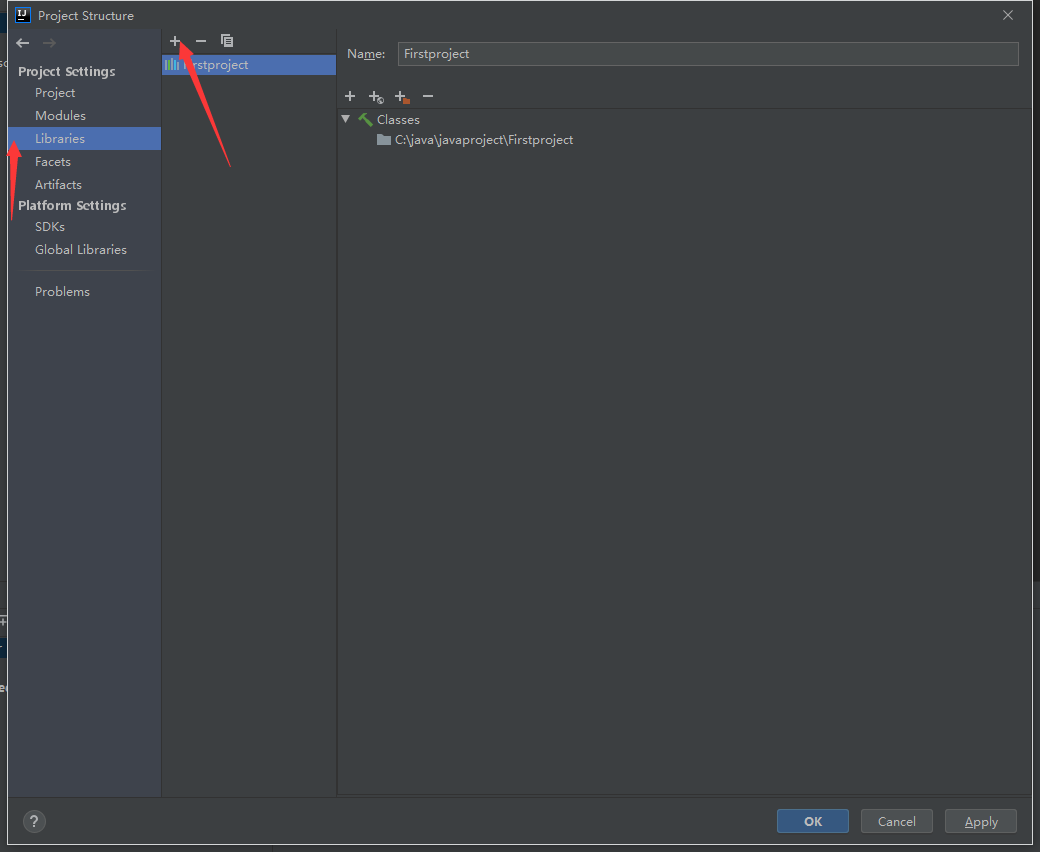 Project Structure
Project Settings
Project
Modules
Libraries
Facets
Artifacts
Platform Settings
SDKs
Global Libraries
Problems
Name:
Firstproject
Classes
C:\java\javaproject\Firstproject
?
OK
Cancel
Apply